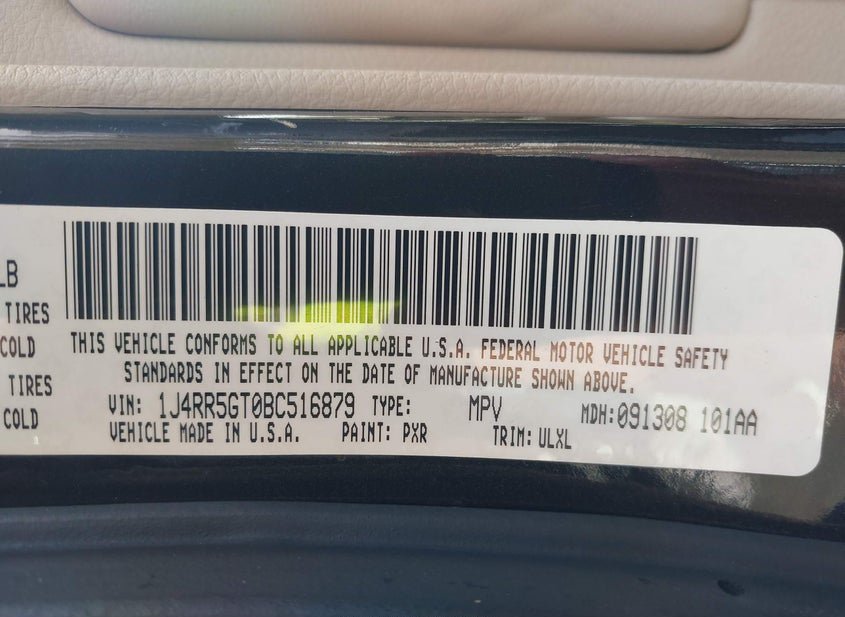 LB
TIRES
COLD
TIRES
COLD
THIS VEHICLE CONFORMS TO ALL APPLICABLE U.S.A. FEDERAL MOTOR VEHICLE SAFETY
STANDARDS IN EFFECT ON THE DATE OF MANUFACTURE SHOWN ABOVE.
VIN: 1J4RR5GT0BC516879 TYPE: MPV MDH:091308 101AA
VEHICLE MADE IN U.S.A. PAINT: PXR TRIM: ULXL